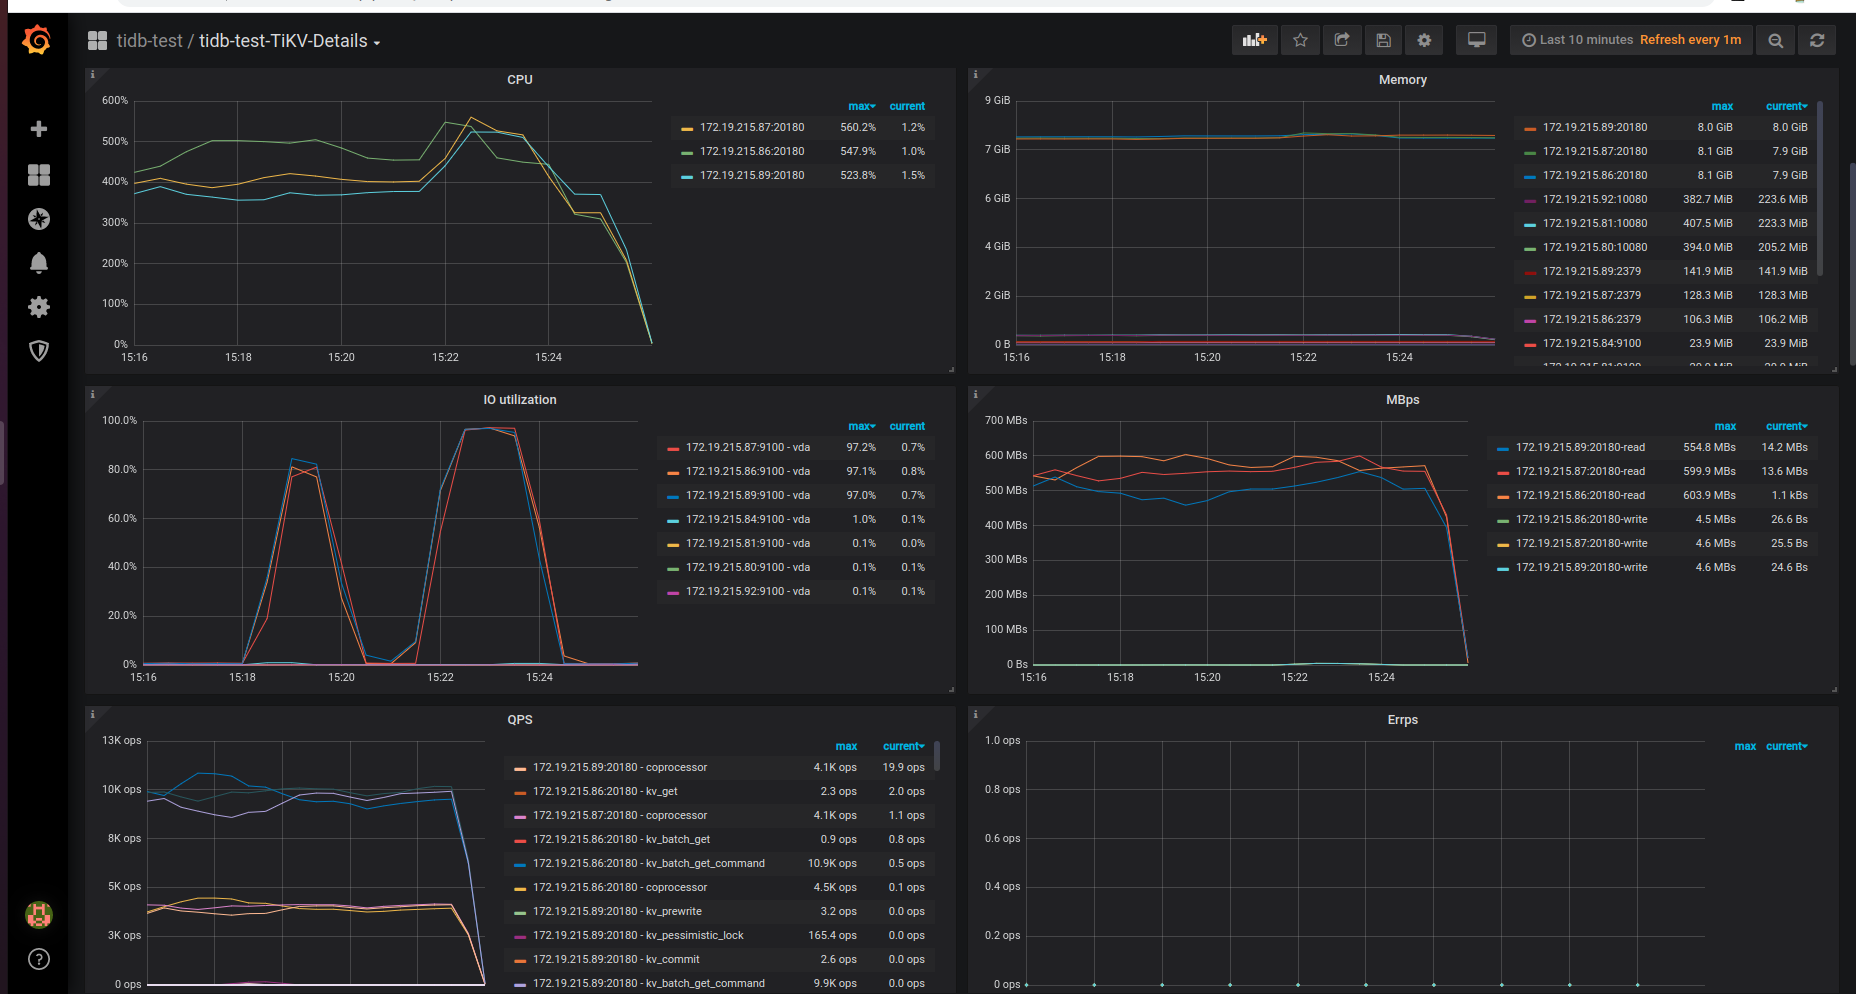 tidb-test / tidb-test-TiKV-Details
Last 10 minutes Refresh every 1m
CPU
600%
500%
400%
300%
200%
100%
0%
15:16 15:18 15:20 15:22 15:24
max current
172.19.215.87:20180 560.2% 1.2%
172.19.215.86:20180 547.9% 1.0%
172.19.215.89:20180 523.8% 1.5%
Memory
9 GiB
7 GiB
6 GiB
4 GiB
2 GiB
0 B
15:16 15:18 15:20 15:22 15:24
max current
172.19.215.89:20180 8.0 GiB 8.0 GiB
172.19.215.87:20180 8.1 GiB 7.9 GiB
172.19.215.86:20180 8.1 GiB 7.9 GiB
172.19.215.92:10080 382.7 MiB 223.6 MiB
172.19.215.81:10080 407.5 MiB 223.3 MiB
172.19.215.80:10080 394.0 MiB 205.2 MiB
172.19.215.89:2379 141.9 MiB 141.9 MiB
172.19.215.87:2379 128.3 MiB 128.3 MiB
172.19.215.86:2379 106.3 MiB 106.2 MiB
172.19.215.84:9100 23.9 MiB 23.9 MiB
IO utilization
100.0%
80.0%
60.0%
40.0%
20.0%
0%
15:16 15:18 15:20 15:22 15:24
max current
172.19.215.87:9100 - vda 97.2% 0.7%
172.19.215.86:9100 - vda 97.1% 0.8%
172.19.215.89:9100 - vda 97.0% 0.7%
172.19.215.84:9100 - vda 1.0% 0.1%
172.19.215.81:9100 - vda 0.1% 0.0%
172.19.215.80:9100 - vda 0.1% 0.1%
172.19.215.92:9100 - vda 0.1% 0.1%
MBps
700 MBs
600 MBs
500 MBs
400 MBs
300 MBs
200 MBs
100 MBs
0 Bs
15:16 15:18 15:20 15:22 15:24
max current
172.19.215.89:20180-read 554.8 MBs 14.2 MBs
172.19.215.87:20180-read 599.9 MBs 13.6 MBs
172.19.215.86:20180-read 603.9 MBs 1.1 kBs
172.19.215.86:20180-write 4.5 MBs 26.6 Bs
172.19.215.87:20180-write 4.6 MBs 25.5 Bs
172.19.215.89:20180-write 4.6 MBs 24.6 Bs
QPS
13K ops
10K ops
8K ops
5K ops
3K ops
0 ops
max current
172.19.215.89:20180 - coprocessor 4.1K ops 19.9 ops
172.19.215.86:20180 - kv_get 2.3 ops 2.0 ops
172.19.215.87:20180 - coprocessor 4.1K ops 1.1 ops
172.19.215.86:20180 - kv_batch_get 0.9 ops 0.8 ops
172.19.215.86:20180 - kv_batch_get_command 10.9K ops 0.5 ops
172.19.215.86:20180 - coprocessor 4.5K ops 0.1 ops
172.19.215.89:20180 - kv_prewrite 3.2 ops 0.0 ops
172.19.215.89:20180 - kv_pessimistic_lock 165.4 ops 0.0 ops
172.19.215.89:20180 - kv_commit 2.6 ops 0.0 ops
172.19.215.89:20180 - kv_batch_get_command 9.9K ops 0.0 ops
Errps
1.0 ops
0.8 ops
0.6 ops
0.4 ops
0.2 ops
0 ops
max current